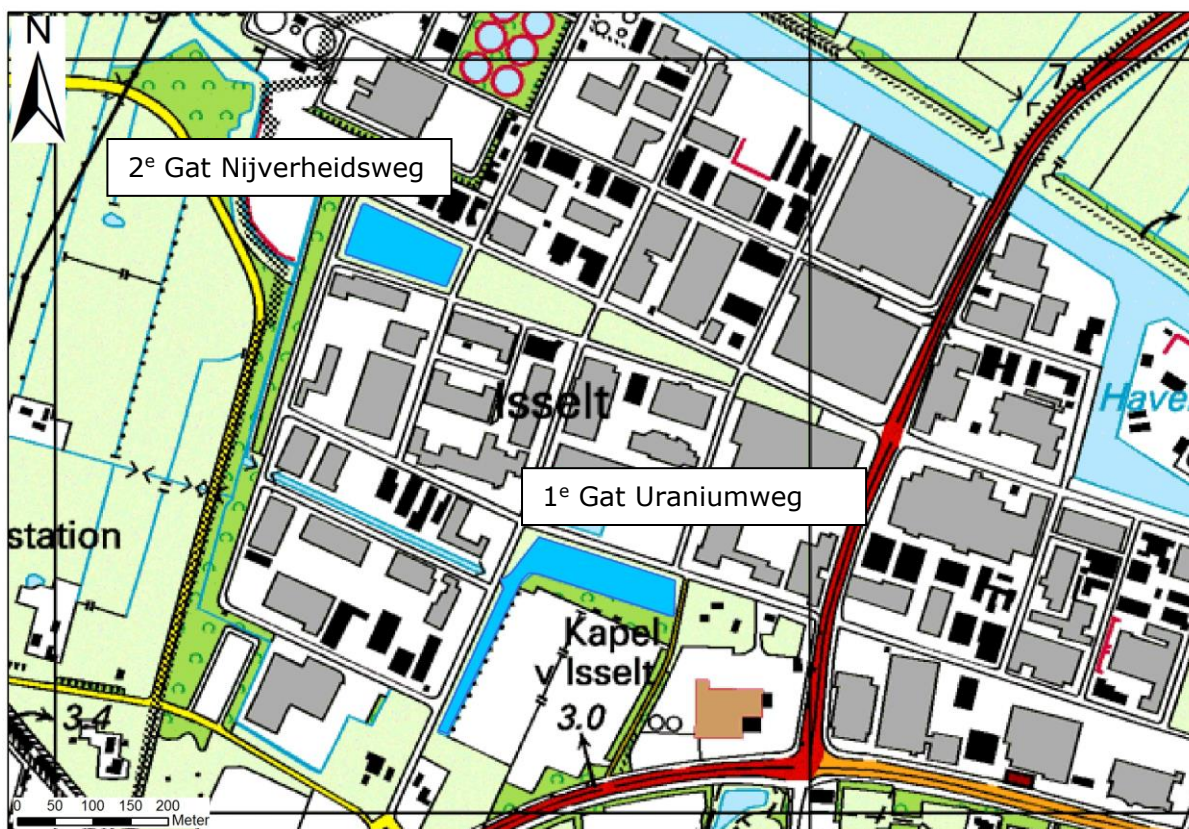 N
2e Gat Nijverheidsweg
Isselt
Have
1e Gat Uraniumweg
station
Kapel
v Isselt
3.4
3.0
0 50 100 150 200
Meter